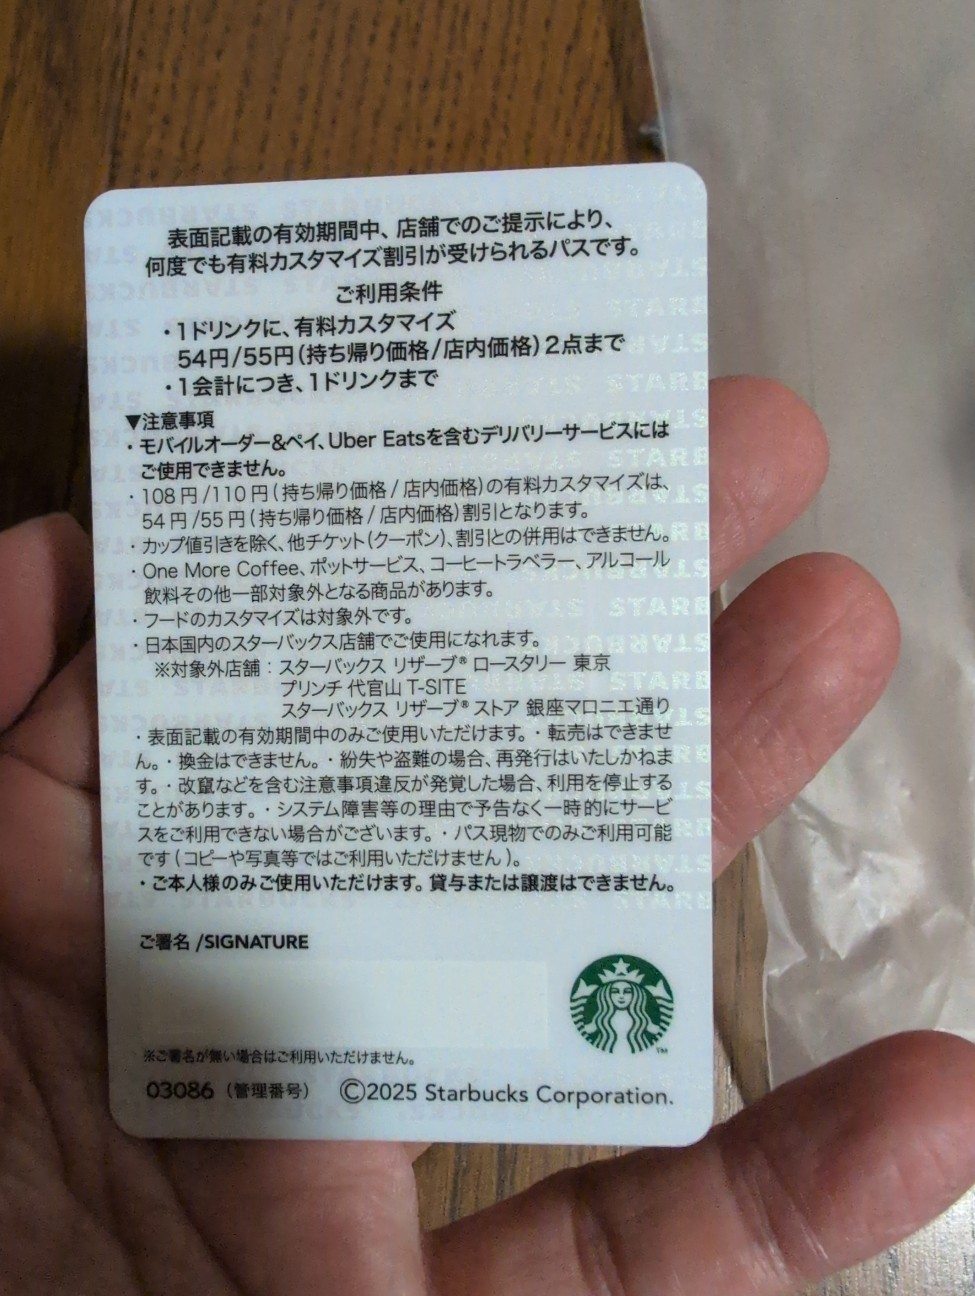 表面記載の有効期間中、店舗でのご提示により、
何度でも有料カスタマイズ割引が受けられるパスです。
ご利用条件
・1ドリンクに、有料カスタマイズ
54円/55円(持ち帰り価格/店内価格)2点まで
・1会計につき、1ドリンクまで
▼注意事項
・モバイルオーダー&ペイ、Uber Eatsを含むデリバリーサービスには
ご使用できません。
・108円/110円(持ち帰り価格/店内価格)の有料カスタマイズは、
54円/55円(持ち帰り価格/店内価格)割引となります。
・カップ値引きを除く、他チケット(クーポン)、割引との併用はできません。
・One More Coffee、ポットサービス、コーヒートラベラー、アルコール
飲料その他一部対象外となる商品があります。
・フードのカスタマイズは対象外です。
・日本国内のスターバックス店舗でご使用になれます。
※対象外店舗：スターバックス リザーブ® ロースタリー 東京
プリンチ 代官山 T-SITE
スターバックス リザーブ® ストア 銀座マロニエ通り
・表面記載の有効期間中のみご使用いただけます。・転売はできませ
ん。・換金はできません。・紛失や盗難の場合、再発行はいたしかねま
す。・改竄などを含む注意事項違反が発覚した場合、利用を停止する
ことがあります。・システム障害等の理由で予告なく一時的にサービ
スをご利用できない場合がございます。・パス現物でのみご利用可能
です(コピーや写真等ではご利用いただけません)。
・ご本人様のみご使用いただけます。貸与または譲渡はできません。
ご署名 /SIGNATURE
※ご署名が無い場合はご利用いただけません。
03086（管理番号） ©2025 Starbucks Corporation.